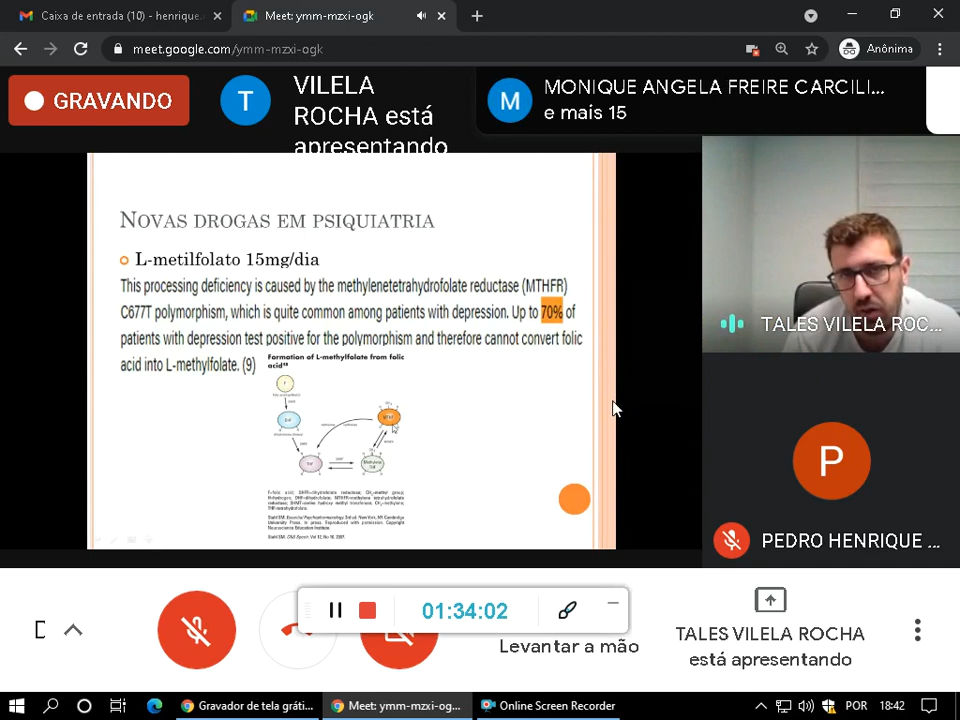 Caixa de entrada (10) - henrique.
Meet: ymm-mzxi-ogk
meet.google.com/ymm-mzxi-ogk
Anônima
GRAVANDO
T
VILELA
ROCHA está
apresentando
M
MONIQUE ANGELA FREIRE CARCILI...
e mais 15
NOVAS DROGAS EM PSIQUIATRIA
L-metilfolato 15mg/dia
This processing deficiency is caused by the methylenetetrahydrofolate reductase (MTHFR)
C677T polymorphism, which is quite common among patients with depression. Up to 70% of
patients with depression test positive for the polymorphism and therefore cannot convert folic
acid into L-methylfolate. (9)
Formation of L-methylfolate from folic
acid
F
DHF
MTHF
THF
Methylene
THF
TALES VILELA ROC...
P
PEDRO HENRIQUE ...
D
01:34:02
Levantar a mão
TALES VILELA ROCHA
está apresentando
Gravador de tela gráti...
Meet: ymm-mzxi-og...
Online Screen Recorder
POR
18:42